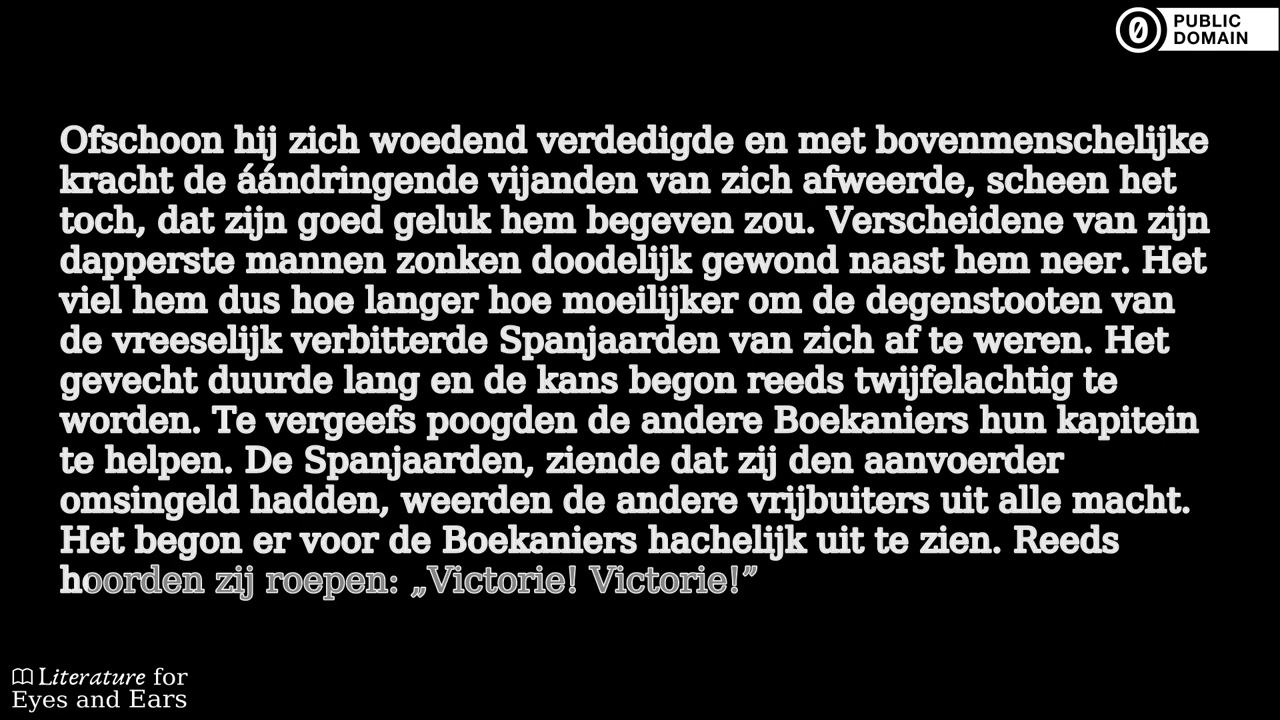 PUBLIC
DOMAIN
Ofschoon hij zich woedend verdedigde en met bovenmenschelijke
kracht de áándringende vijanden van zich afweerde, scheen het
toch, dat zijn goed geluk hem begeven zou. Verscheidene van zijn
dapperste mannen zonken doodelijk gewond naast hem neer. Het
viel hem dus hoe langer hoe moeilijker om de degenstooten van
de vreeselijk verbitterde Spanjaarden van zich af te weren. Het
gevecht duurde lang en de kans begon reeds twijfelachtig te
worden. Te vergeefs poogden de andere Boekaniers hun kapitein
te helpen. De Spanjaarden, ziende dat zij den aanvoerder
omsingeld hadden, weerden de andere vrijbuiters uit alle macht.
Het begon er voor de Boekaniers hachelijk uit te zien. Reeds
hoorden zij roepen: „Victorie! Victorie!”
Literature for
Eyes and Ears